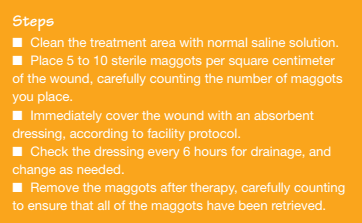 Steps
■ Clean the treatment area with normal saline solution.
■ Place 5 to 10 sterile maggots per square centimeter
of the wound, carefully counting the number of maggots
you place.
■ Immediately cover the wound with an absorbent
dressing, according to facility protocol.
■ Check the dressing every 6 hours for drainage, and
change as needed.
■ Remove the maggots after therapy, carefully counting
to ensure that all of the maggots have been retrieved.